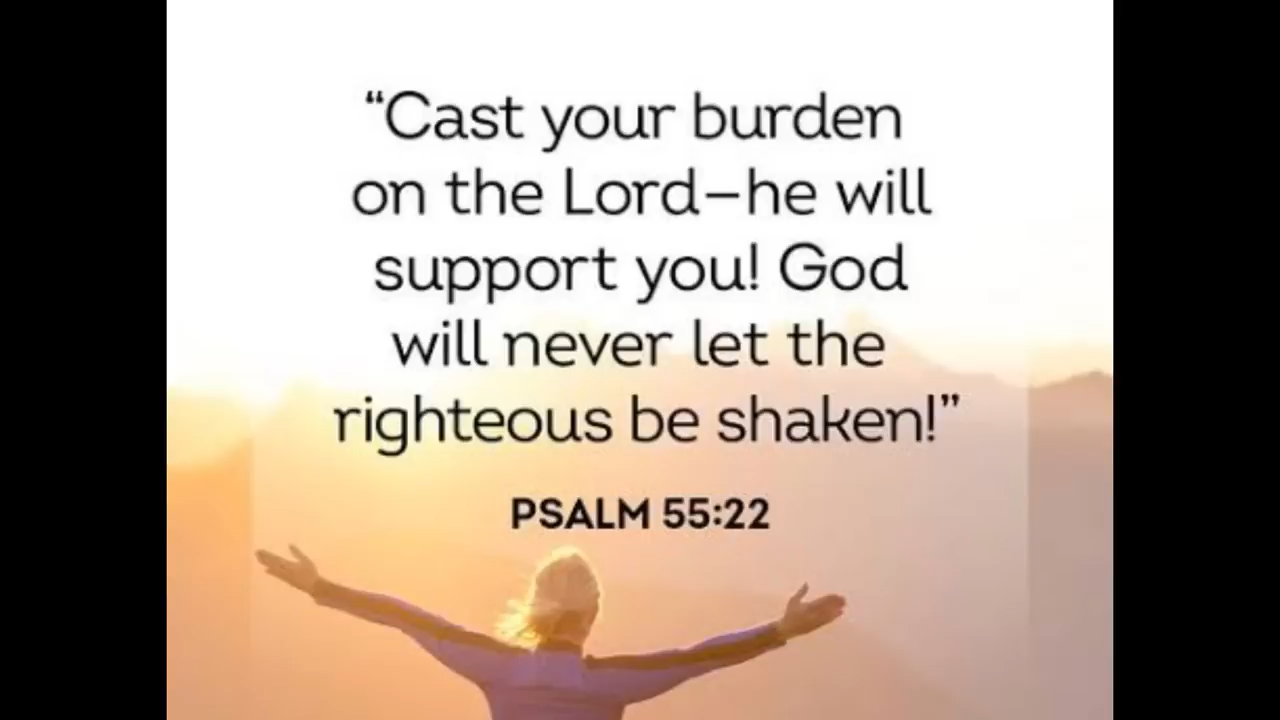 “Cast your burden
on the Lord—he will
support you! God
will never let the
righteous be shaken!”
PSALM 55:22